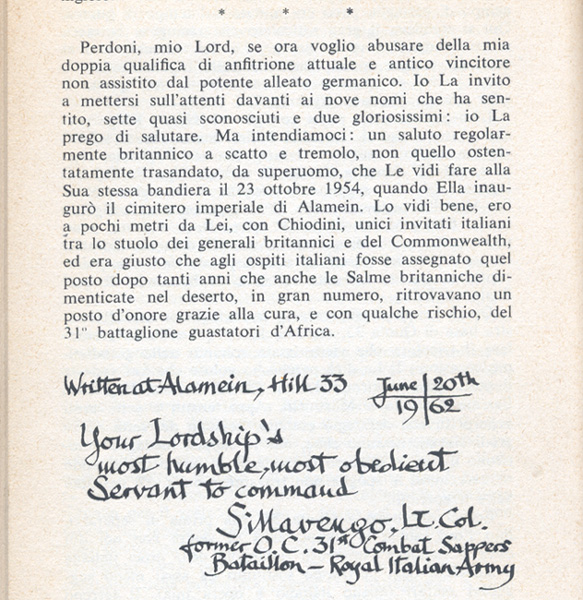 * * *
Perdoni, mio Lord, se ora voglio abusare della mia
doppia qualifica di anfitrione attuale e antico vincitore
non assistito dal potente alleato germanico. Io La invito
a mettersi sull'attenti davanti ai nove nomi che ha sen-
tito, sette quasi sconosciuti e due gloriosissimi: io La
prego di salutare. Ma intendiamoci: un saluto regolar-
mente britannico a scatto e tremolo, non quello osten-
tatamente trasandato, da superuomo, che Le vidi fare alla
Sua stessa bandiera il 23 ottobre 1954, quando Ella inau-
gurò il cimitero imperiale di Alamein. Lo vidi bene, ero
a pochi metri da Lei, con Chiodini, unici invitati italiani
tra lo stuolo dei generali britannici e del Commonwealth,
ed era giusto che agli ospiti italiani fosse assegnato quel
posto dopo tanti anni che anche le Salme britanniche di-
menticate nel deserto, in gran numero, ritrovavano un
posto d'onore grazie alla cura, e con qualche rischio, del
31° battaglione guastatori d'Africa.
Written at Alamein, Hill 33 June 20th
1962
Your Lordship's
most humble, most obedient
Servant to command
Lt. Col.
former O.C. 31st Combat Sappers
Bataillon - Royal Italian Army